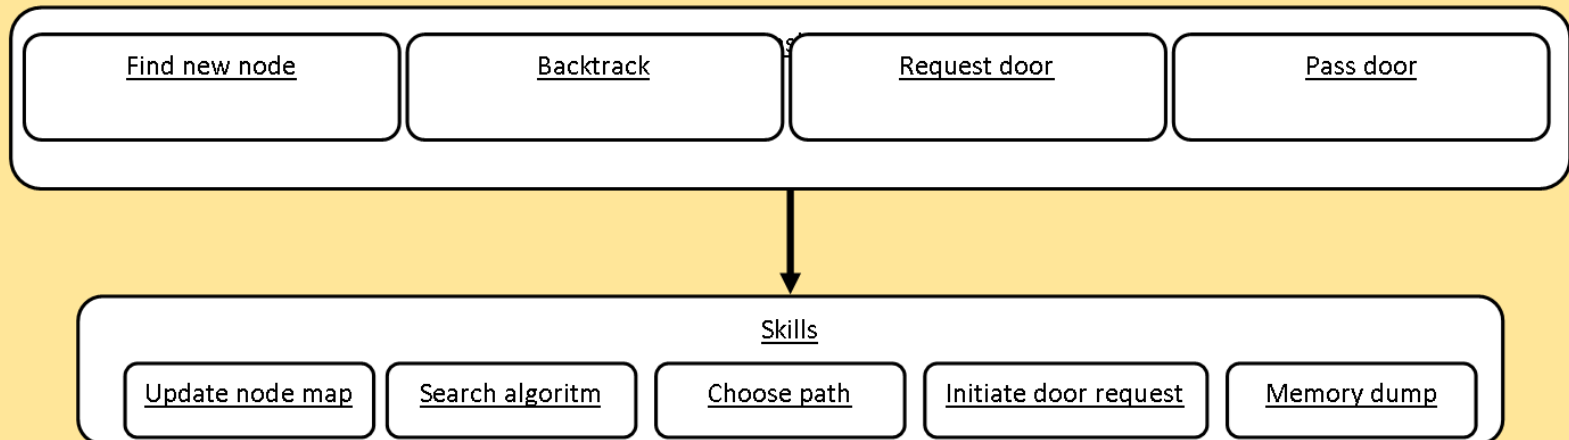 Find new node
Backtrack
Request door
Pass door
Skills
Update node map
Search algoritm
Choose path
Initiate door request
Memory dump